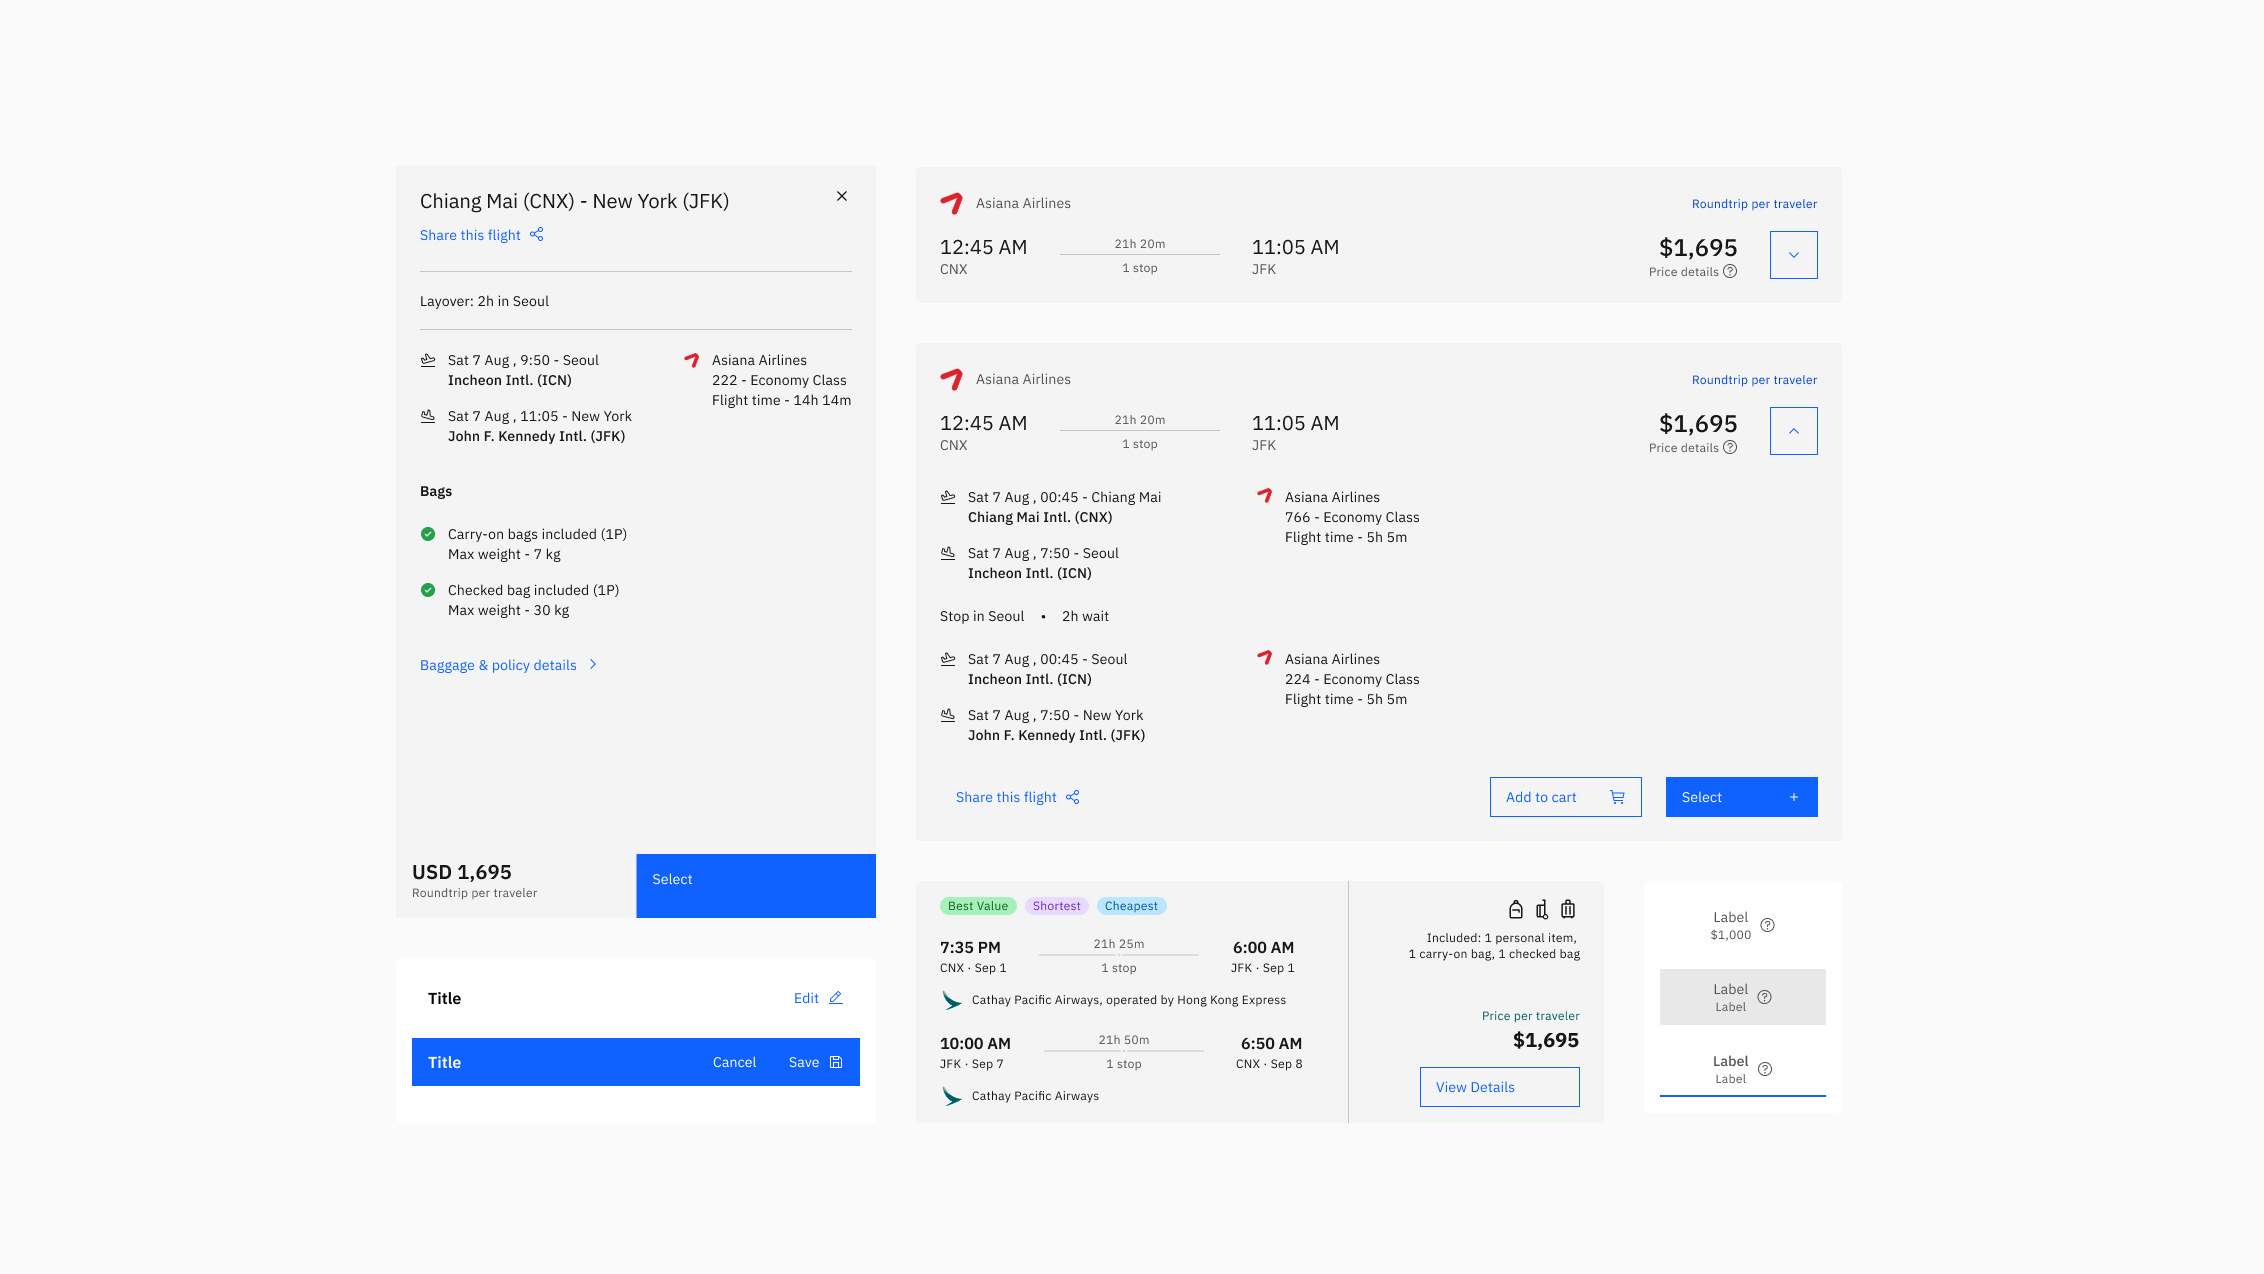 Chiang Mai (CNX) - New York (JFK)
Share this flight
Layover: 2h in Seoul
Sat 7 Aug , 9:50 - Seoul
Incheon Intl. (ICN)
Sat 7 Aug , 11:05 - New York
John F. Kennedy Intl. (JFK)
Asiana Airlines
222 - Economy Class
Flight time - 14h 14m
Bags
Carry-on bags included (1P)
Max weight - 7 kg
Checked bag included (1P)
Max weight - 30 kg
Baggage & policy details
USD 1,695
Roundtrip per traveler
Select
Title
Edit
Title
Cancel
Save
Asiana Airlines
Roundtrip per traveler
12:45 AM
CNX
21h 20m
1 stop
11:05 AM
JFK
$1,695
Price details
Asiana Airlines
Roundtrip per traveler
12:45 AM
CNX
21h 20m
1 stop
11:05 AM
JFK
$1,695
Price details
Sat 7 Aug , 00:45 - Chiang Mai
Chiang Mai Intl. (CNX)
Sat 7 Aug , 7:50 - Seoul
Incheon Intl. (ICN)
Asiana Airlines
766 - Economy Class
Flight time - 5h 5m
Stop in Seoul • 2h wait
Sat 7 Aug , 00:45 - Seoul
Incheon Intl. (ICN)
Sat 7 Aug , 7:50 - New York
John F. Kennedy Intl. (JFK)
Asiana Airlines
224 - Economy Class
Flight time - 5h 5m
Share this flight
Add to cart
Select
Best Value
Shortest
Cheapest
7:35 PM
CNX · Sep 1
21h 25m
1 stop
6:00 AM
JFK · Sep 1
Cathay Pacific Airways, operated by Hong Kong Express
10:00 AM
JFK · Sep 7
21h 50m
1 stop
6:50 AM
CNX · Sep 8
Cathay Pacific Airways
Included: 1 personal item,
1 carry-on bag, 1 checked bag
Price per traveler
$1,695
View Details
Label
$1,000
Label
Label
Label
Label